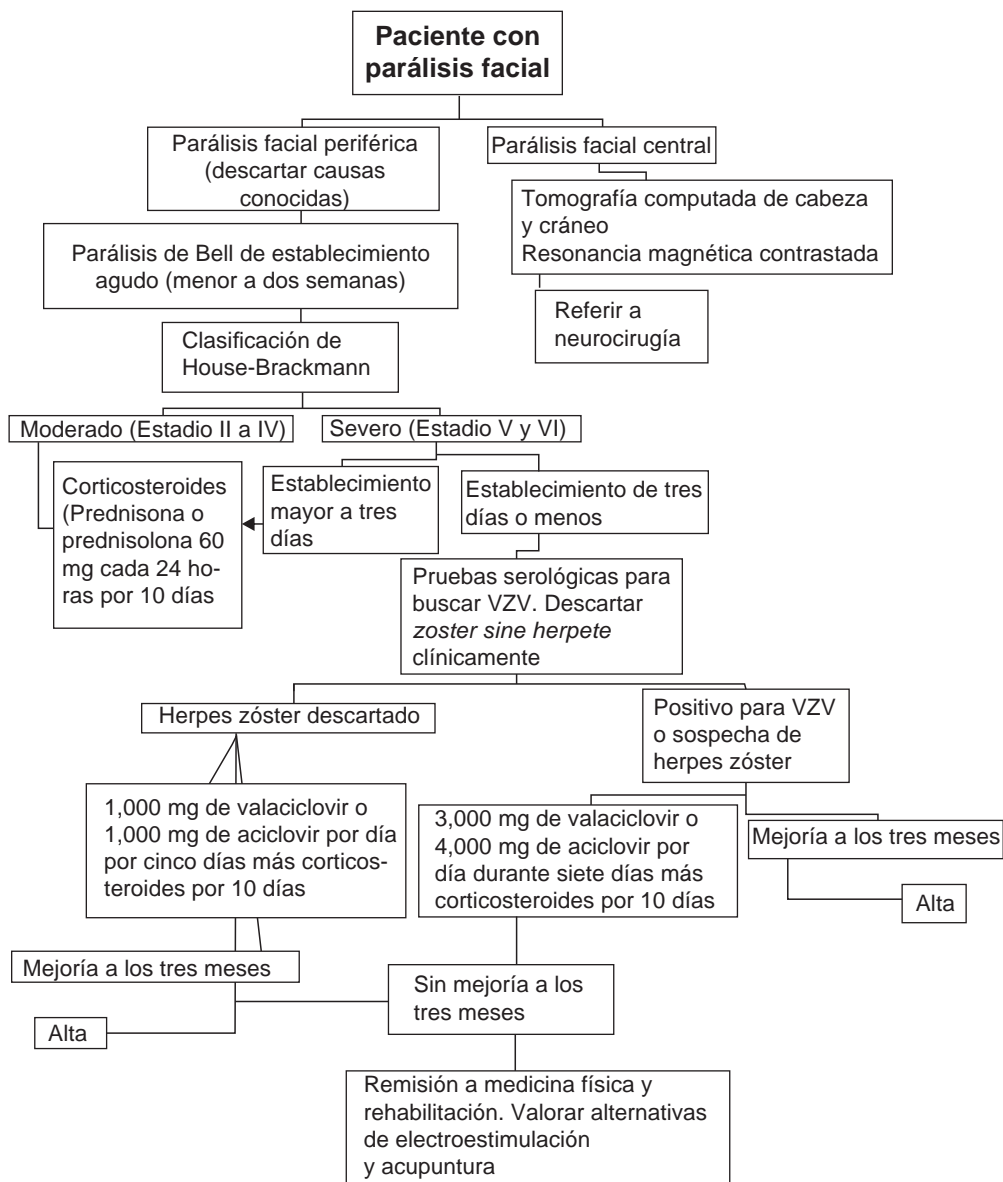 Paciente con
parálisis facial
Parálisis facial periférica
(descartar causas
conocidas)
Parálisis facial central
Tomografía computada de cabeza
y cráneo
Resonancia magnética contrastada
Parálisis de Bell de establecimiento
agudo (menor a dos semanas)
Referir a
neurocirugía
Clasificación de
House-Brackmann
Moderado (Estadio II a IV)
Severo (Estadio V y VI)
Corticosteroides
(Prednisona o
prednisolona 60
mg cada 24 ho-
ras por 10 días
Establecimiento
mayor a tres
días
Establecimiento de tres
días o menos
Pruebas serológicas para
buscar VZV. Descartar
zoster sine herpete
clínicamente
Herpes zóster descartado
Positivo para VZV
o sospecha de
herpes zóster
1,000 mg de valaciclovir o
1,000 mg de aciclovir por día
por cinco días más corticos-
teroides por 10 días
3,000 mg de valaciclovir o
4,000 mg de aciclovir por
día durante siete días más
corticosteroides por 10 días
Mejoría a los tres meses
Alta
Mejoría a los tres meses
Sin mejoría a los
tres meses
Alta
Remisión a medicina física y
rehabilitación. Valorar alternativas
de electroestimulación
y acupuntura